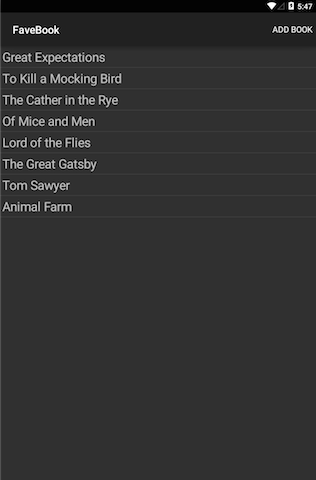 5:47
FaveBook
ADD BOOK
Great Expectations
To Kill a Mocking Bird
The Cather in the Rye
Of Mice and Men
Lord of the Flies
The Great Gatsby
Tom Sawyer
Animal Farm